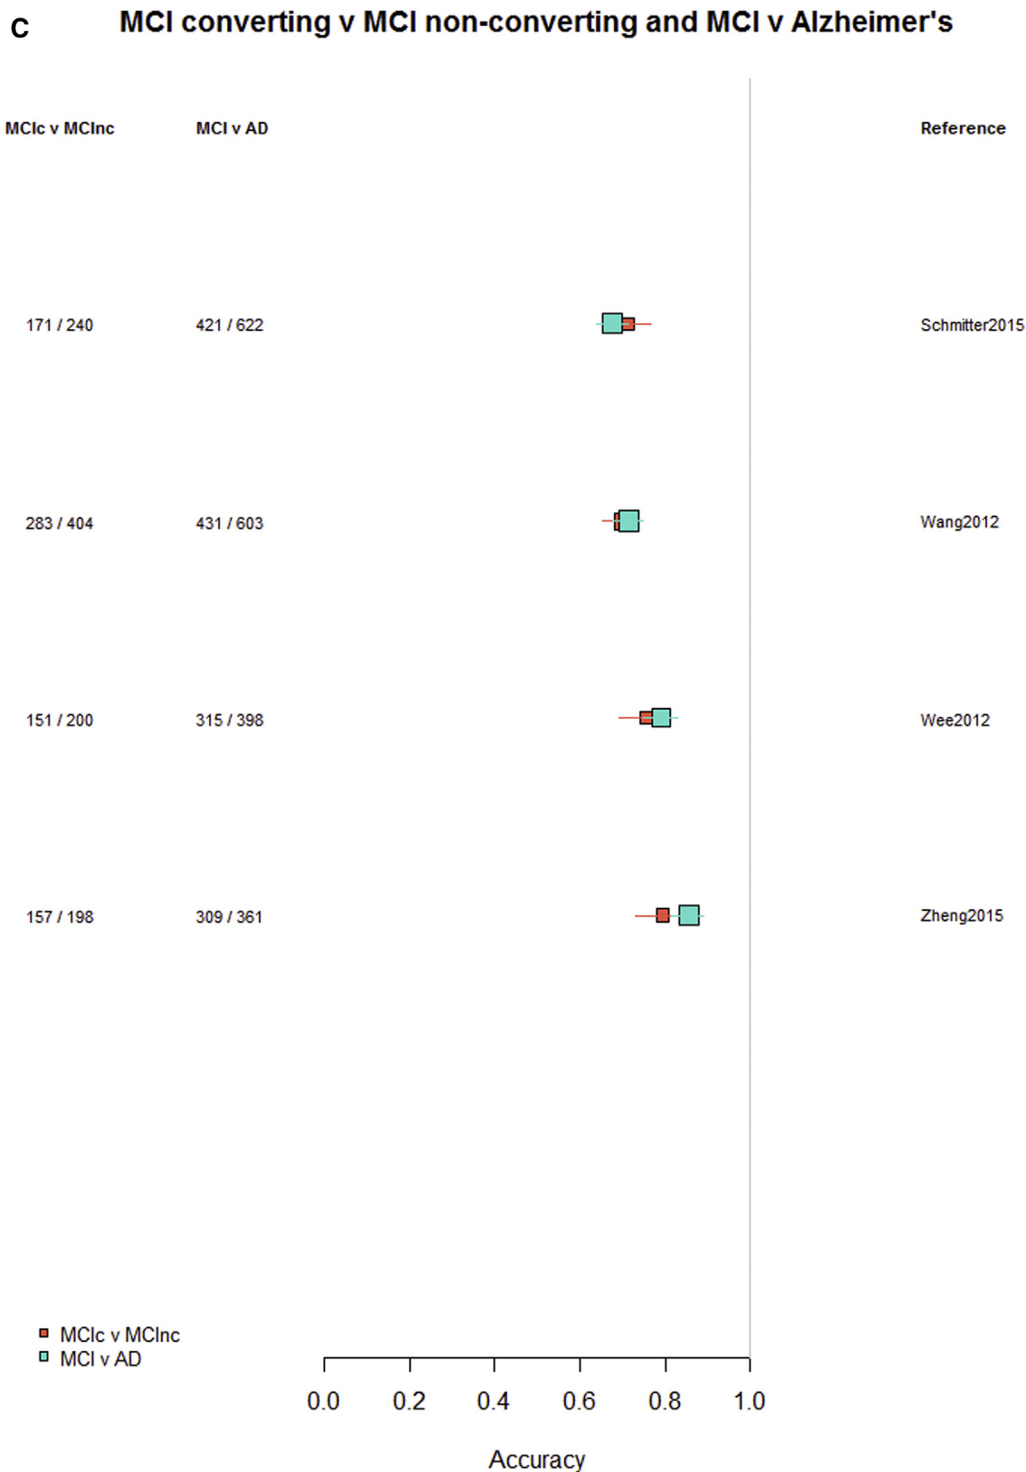 C MCI converting v MCI non-converting and MCI v Alzheimer's
MCIc v MCInc MCI v AD Reference
171 / 240 421 / 622 Schmitter2015
283 / 404 431 / 603 Wang2012
151 / 200 315 / 398 Wee2012
157 / 198 309 / 361 Zheng2015
MCIc v MCInc
MCI v AD
0.0 0.2 0.4 0.6 0.8 1.0
Accuracy